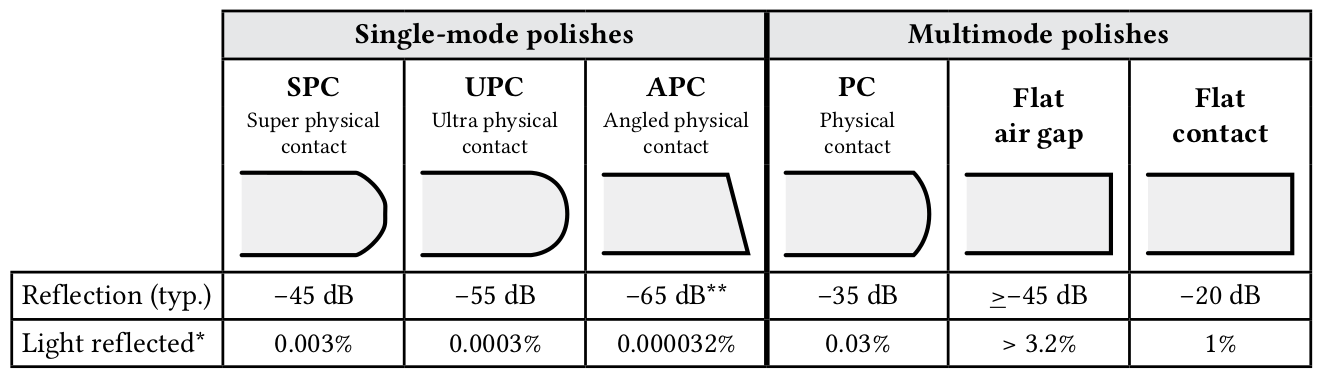 Single-mode polishes Multimode polishes
SPC UPC APC PC Flat air gap Flat contact
Super physical contact Ultra physical contact Angled physical contact Physical contact
Reflection (typ.) −45 dB −55 dB −65 dB** −35 dB ≥−45 dB −20 dB
Light reflected* 0.003% 0.0003% 0.000032% 0.03% > 3.2% 1%